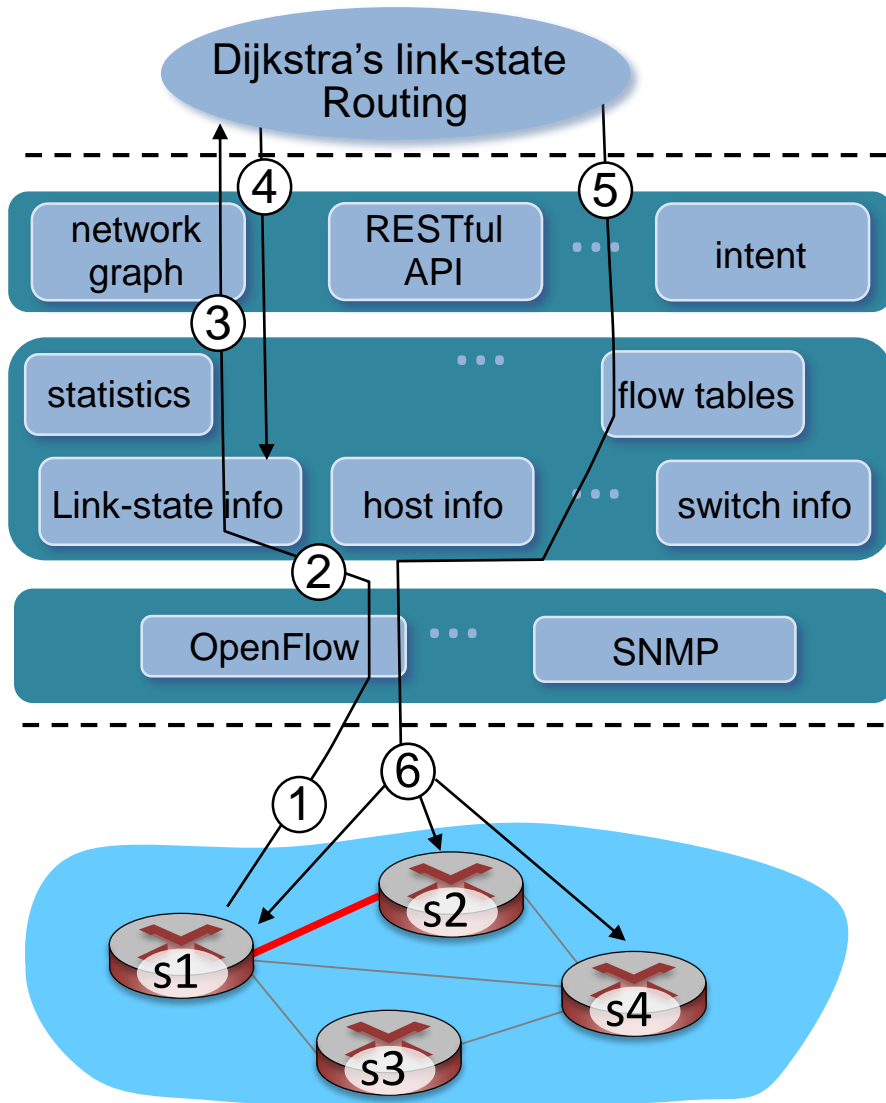 Dijkstra's link-state
Routing
4
5
network
graph
RESTful
API
...
intent
3
...
statistics
flow tables
Link-state info
host info
...
switch info
2
OpenFlow
...
SNMP
1
6
s2
s1
s4
s3